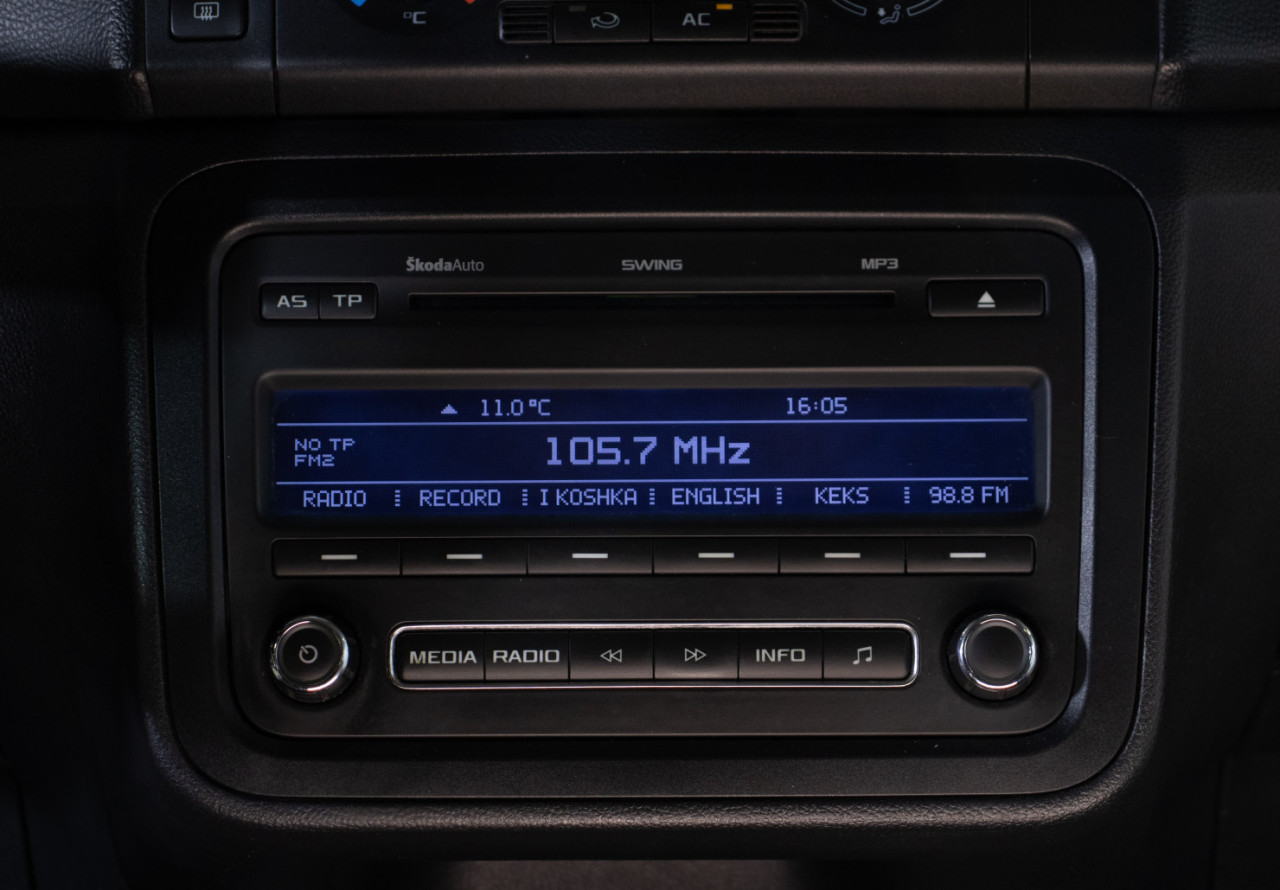 °C
AC
ŠkodaAuto SWING MP3
AS TP
11.0°C 16:05
NO TP
FM2
105.7 MHz
RADIO RECORD I KOSHKA ENGLISH KEKS 98.8 FM
MEDIA RADIO INFO